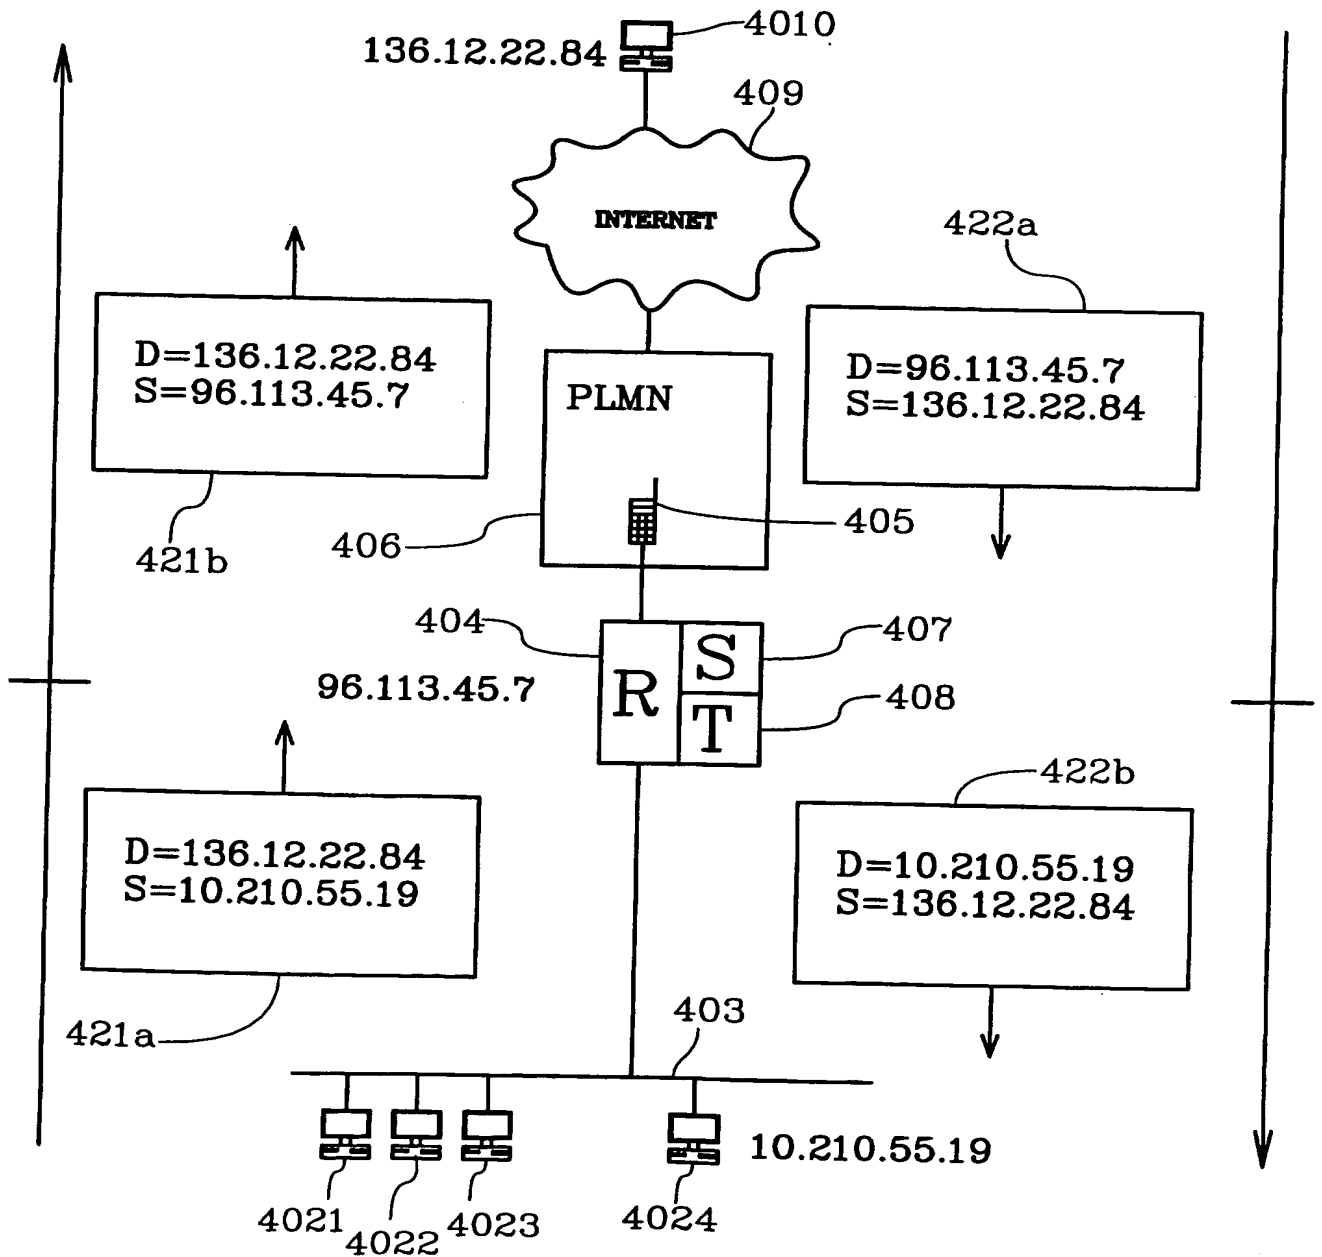 4010
136.12.22.84
409
INTERNET
422a
D=136.12.22.84
S=96.113.45.7
D=96.113.45.7
S=136.12.22.84
PLMN
405
406
421b
404
407
S
R
96.113.45.7
408
T
422b
D=136.12.22.84
S=10.210.55.19
D=10.210.55.19
S=136.12.22.84
403
421a
10.210.55.19
4021
4022
4023
4024